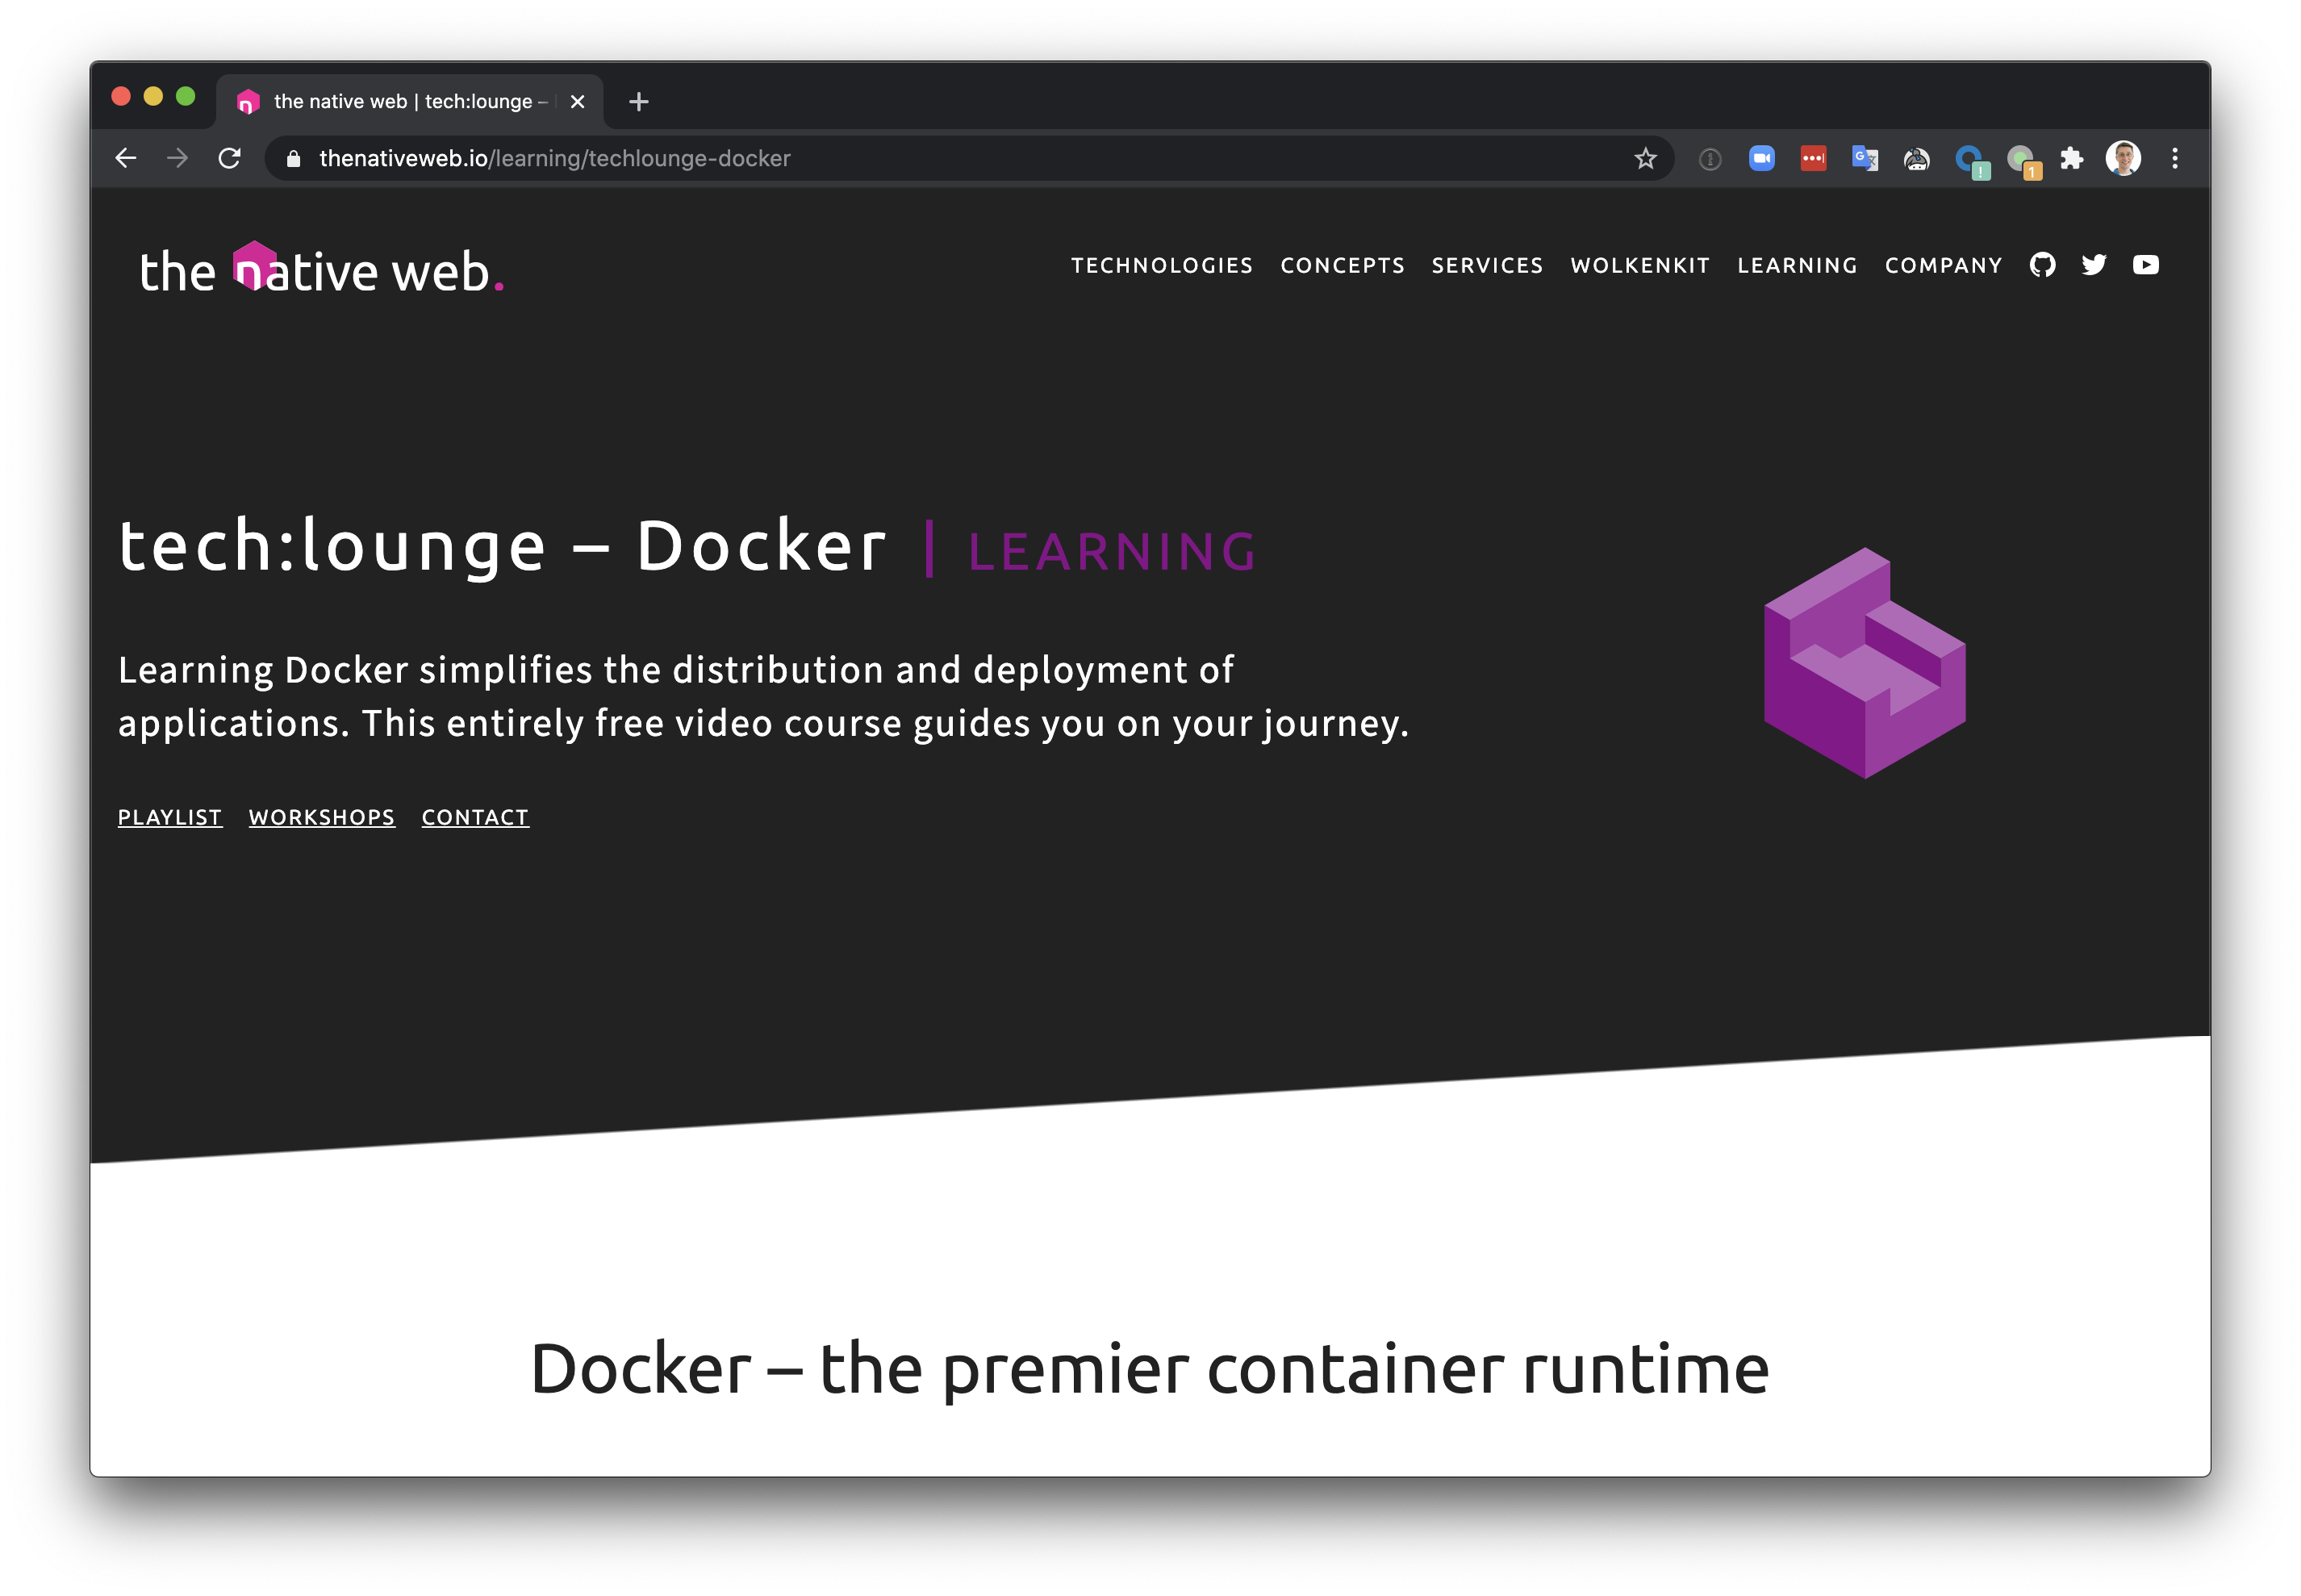 the native web | tech:lounge –
thenativeweb.io/learning/techlounge-docker
!
1
the native web.
TECHNOLOGIES CONCEPTS SERVICES WOLKENKIT LEARNING COMPANY
tech:lounge – Docker | LEARNING
Learning Docker simplifies the distribution and deployment of
applications. This entirely free video course guides you on your journey.
PLAYLIST WORKSHOPS CONTACT
Docker – the premier container runtime